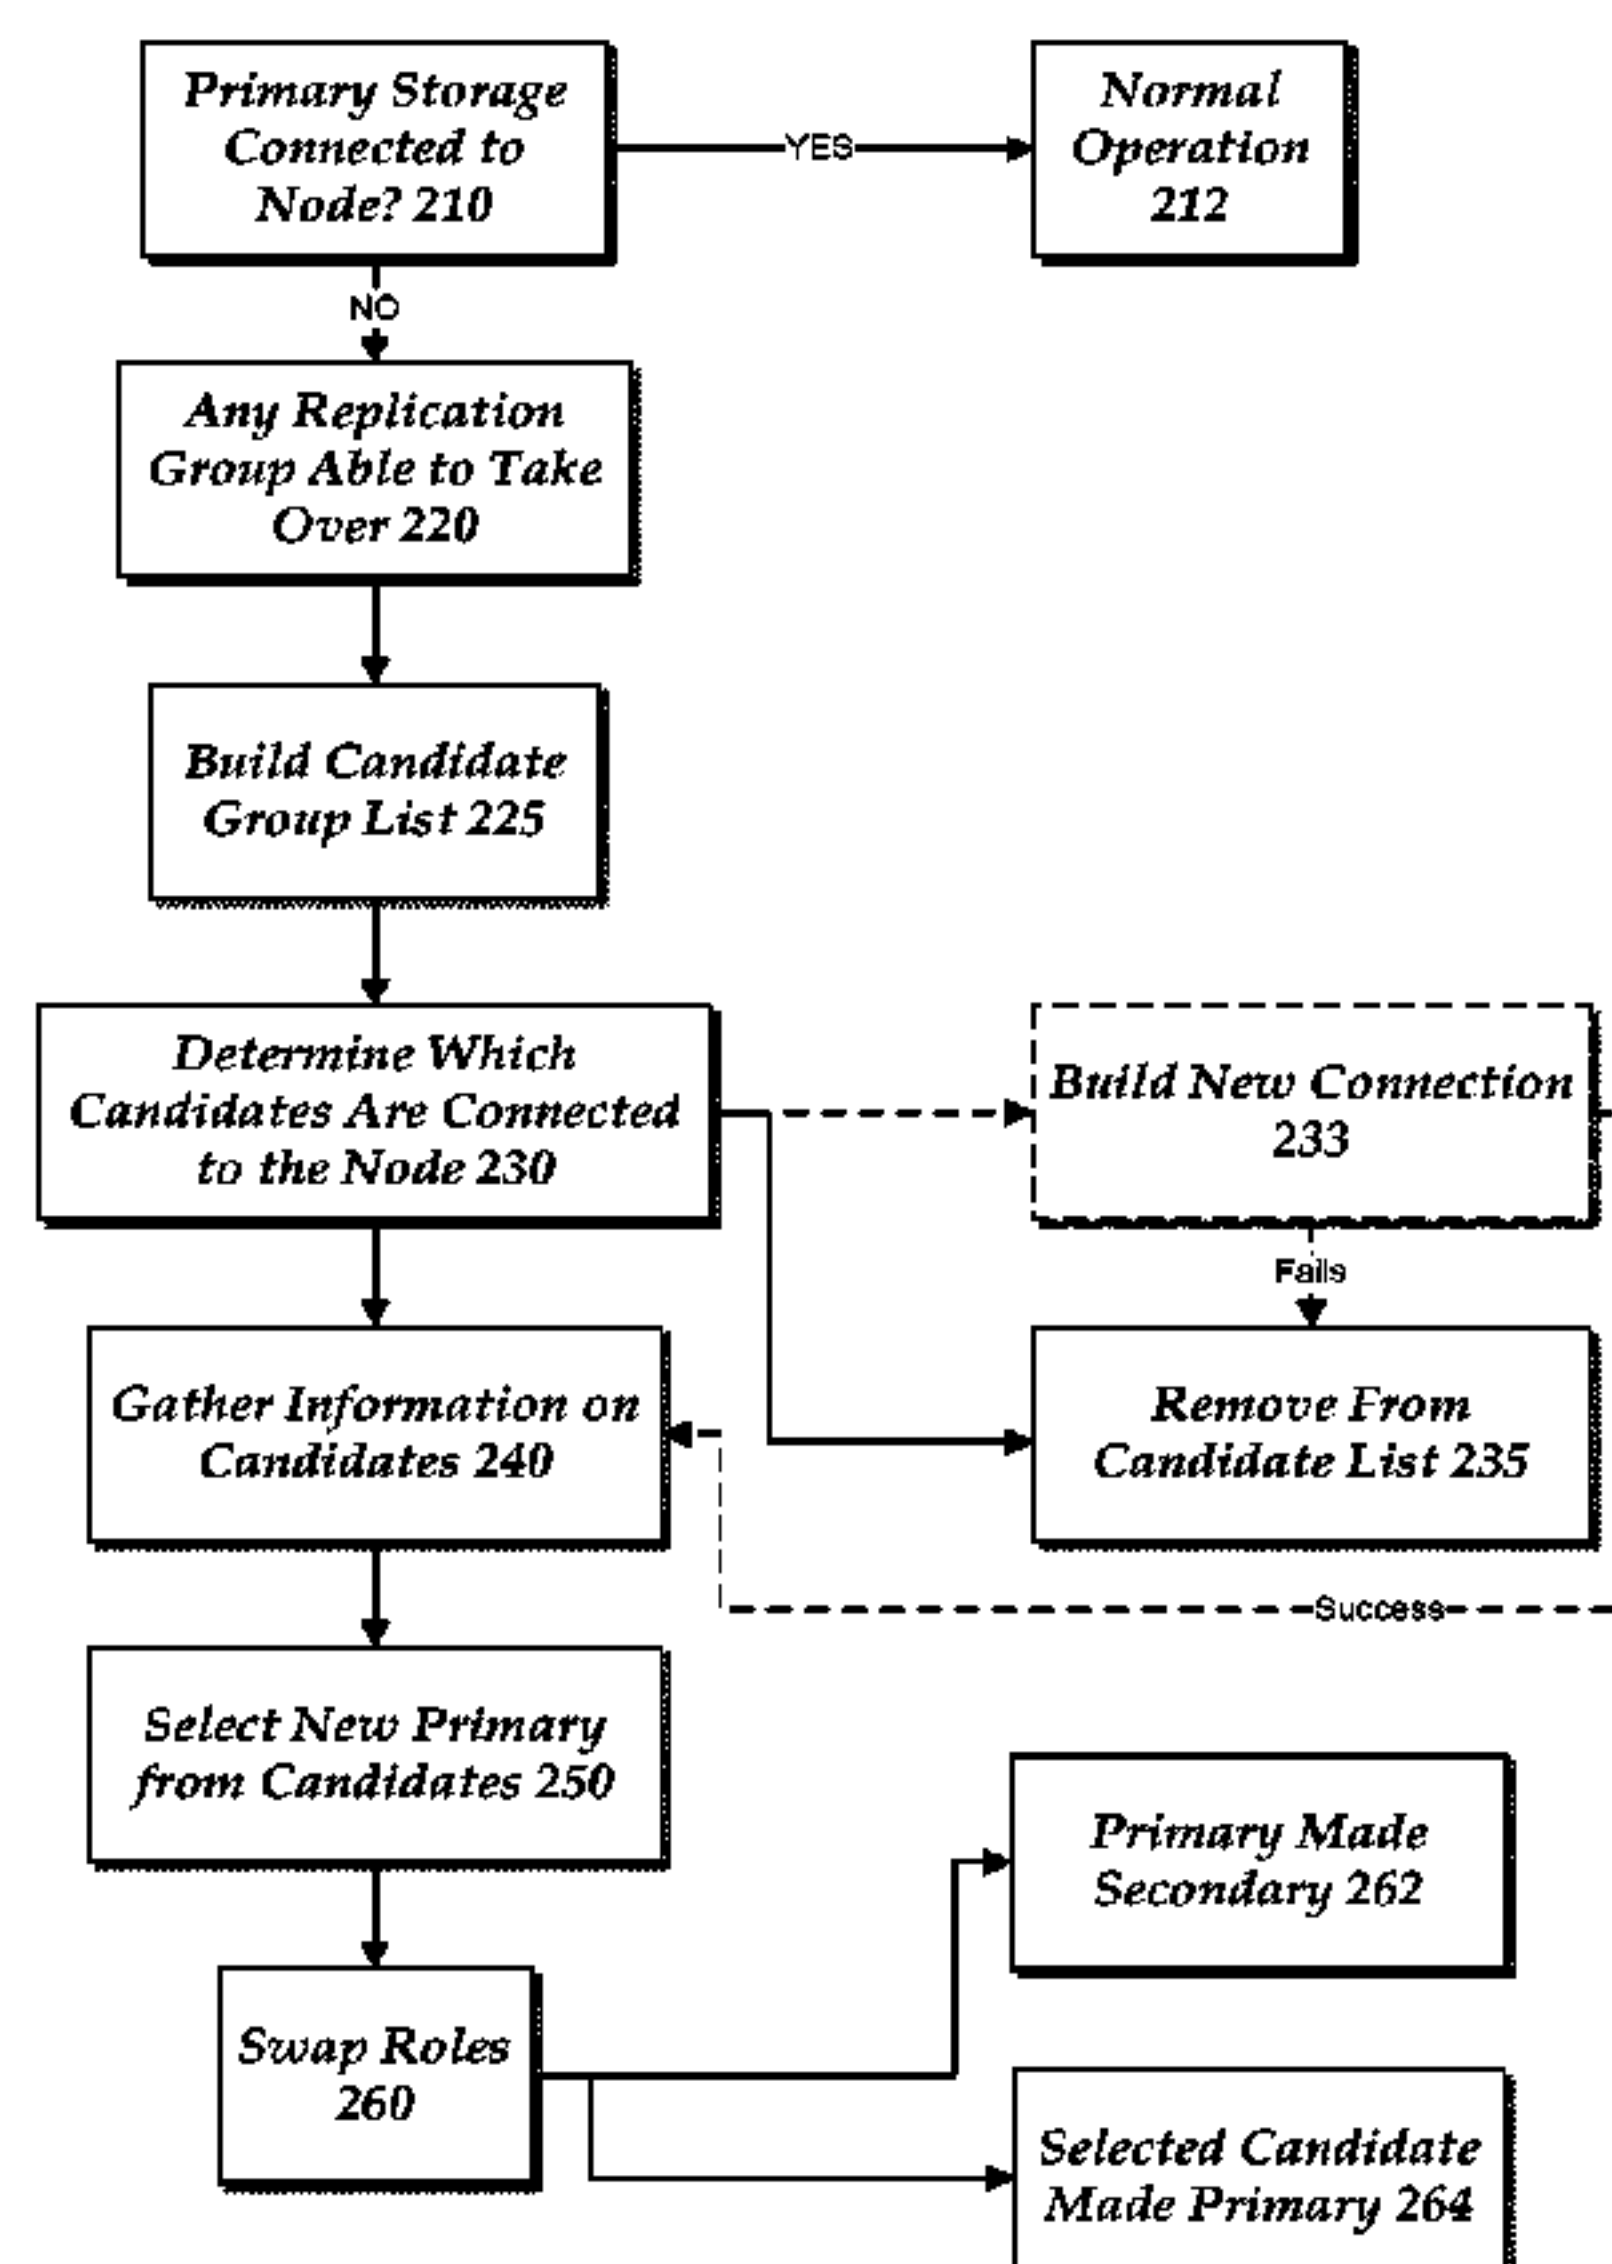 Primary Storage
Connected to
Node? 210
YES
Normal
Operation
212
NO
Any Replication
Group Able to Take
Over 220
Build Candidate
Group List 225
Determine Which
Candidates Are Connected
to the Node 230
Build New Connection
233
Fails
Gather Information on
Candidates 240
Remove From
Candidate List 235
Success
Select New Primary
from Candidates 250
Primary Made
Secondary 262
Swap Roles
260
Selected Candidate
Made Primary 264